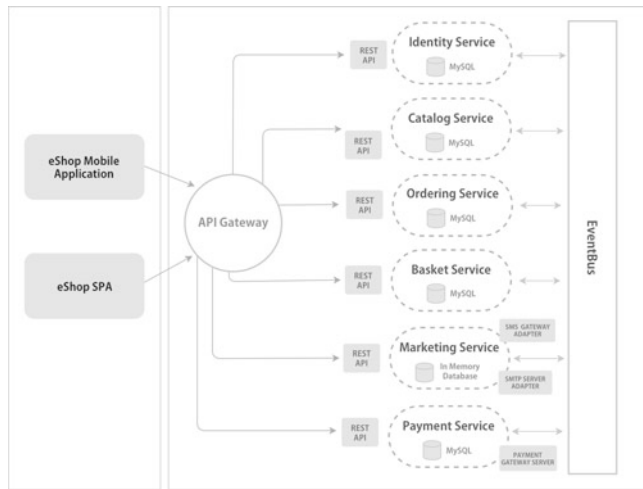 eShop Mobile
Application
eShop SPA
API Gateway
REST
API
Identity Service
MySQL
REST
API
Catalog Service
MySQL
REST
API
Ordering Service
MySQL
REST
API
Basket Service
MySQL
REST
API
Marketing Service
In Memory
Database
SMS GATEWAY
ADAPTER
SMTP SERVER
ADAPTER
REST
API
Payment Service
MySQL
PAYMENT
GATEWAY SERVER
EventBus